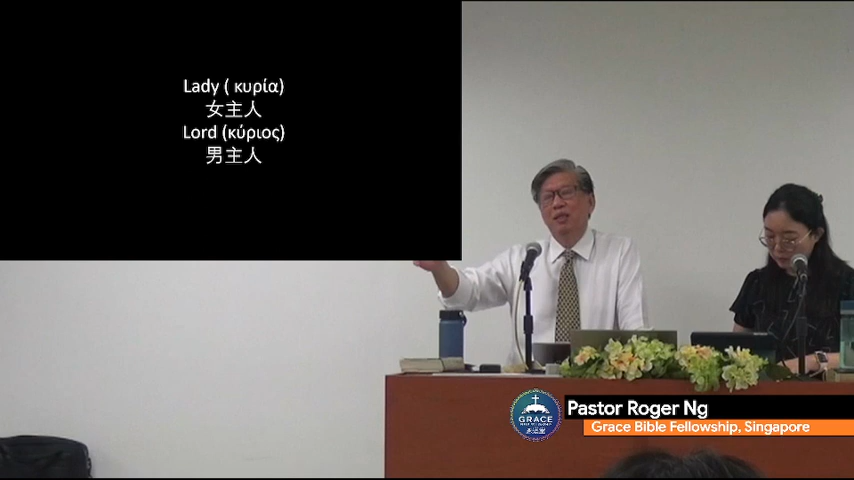 Lady ( κυρία)
女主人
Lord (κύριος)
男主人
GRACE
Pastor Roger Ng
Grace Bible Fellowship, Singapore